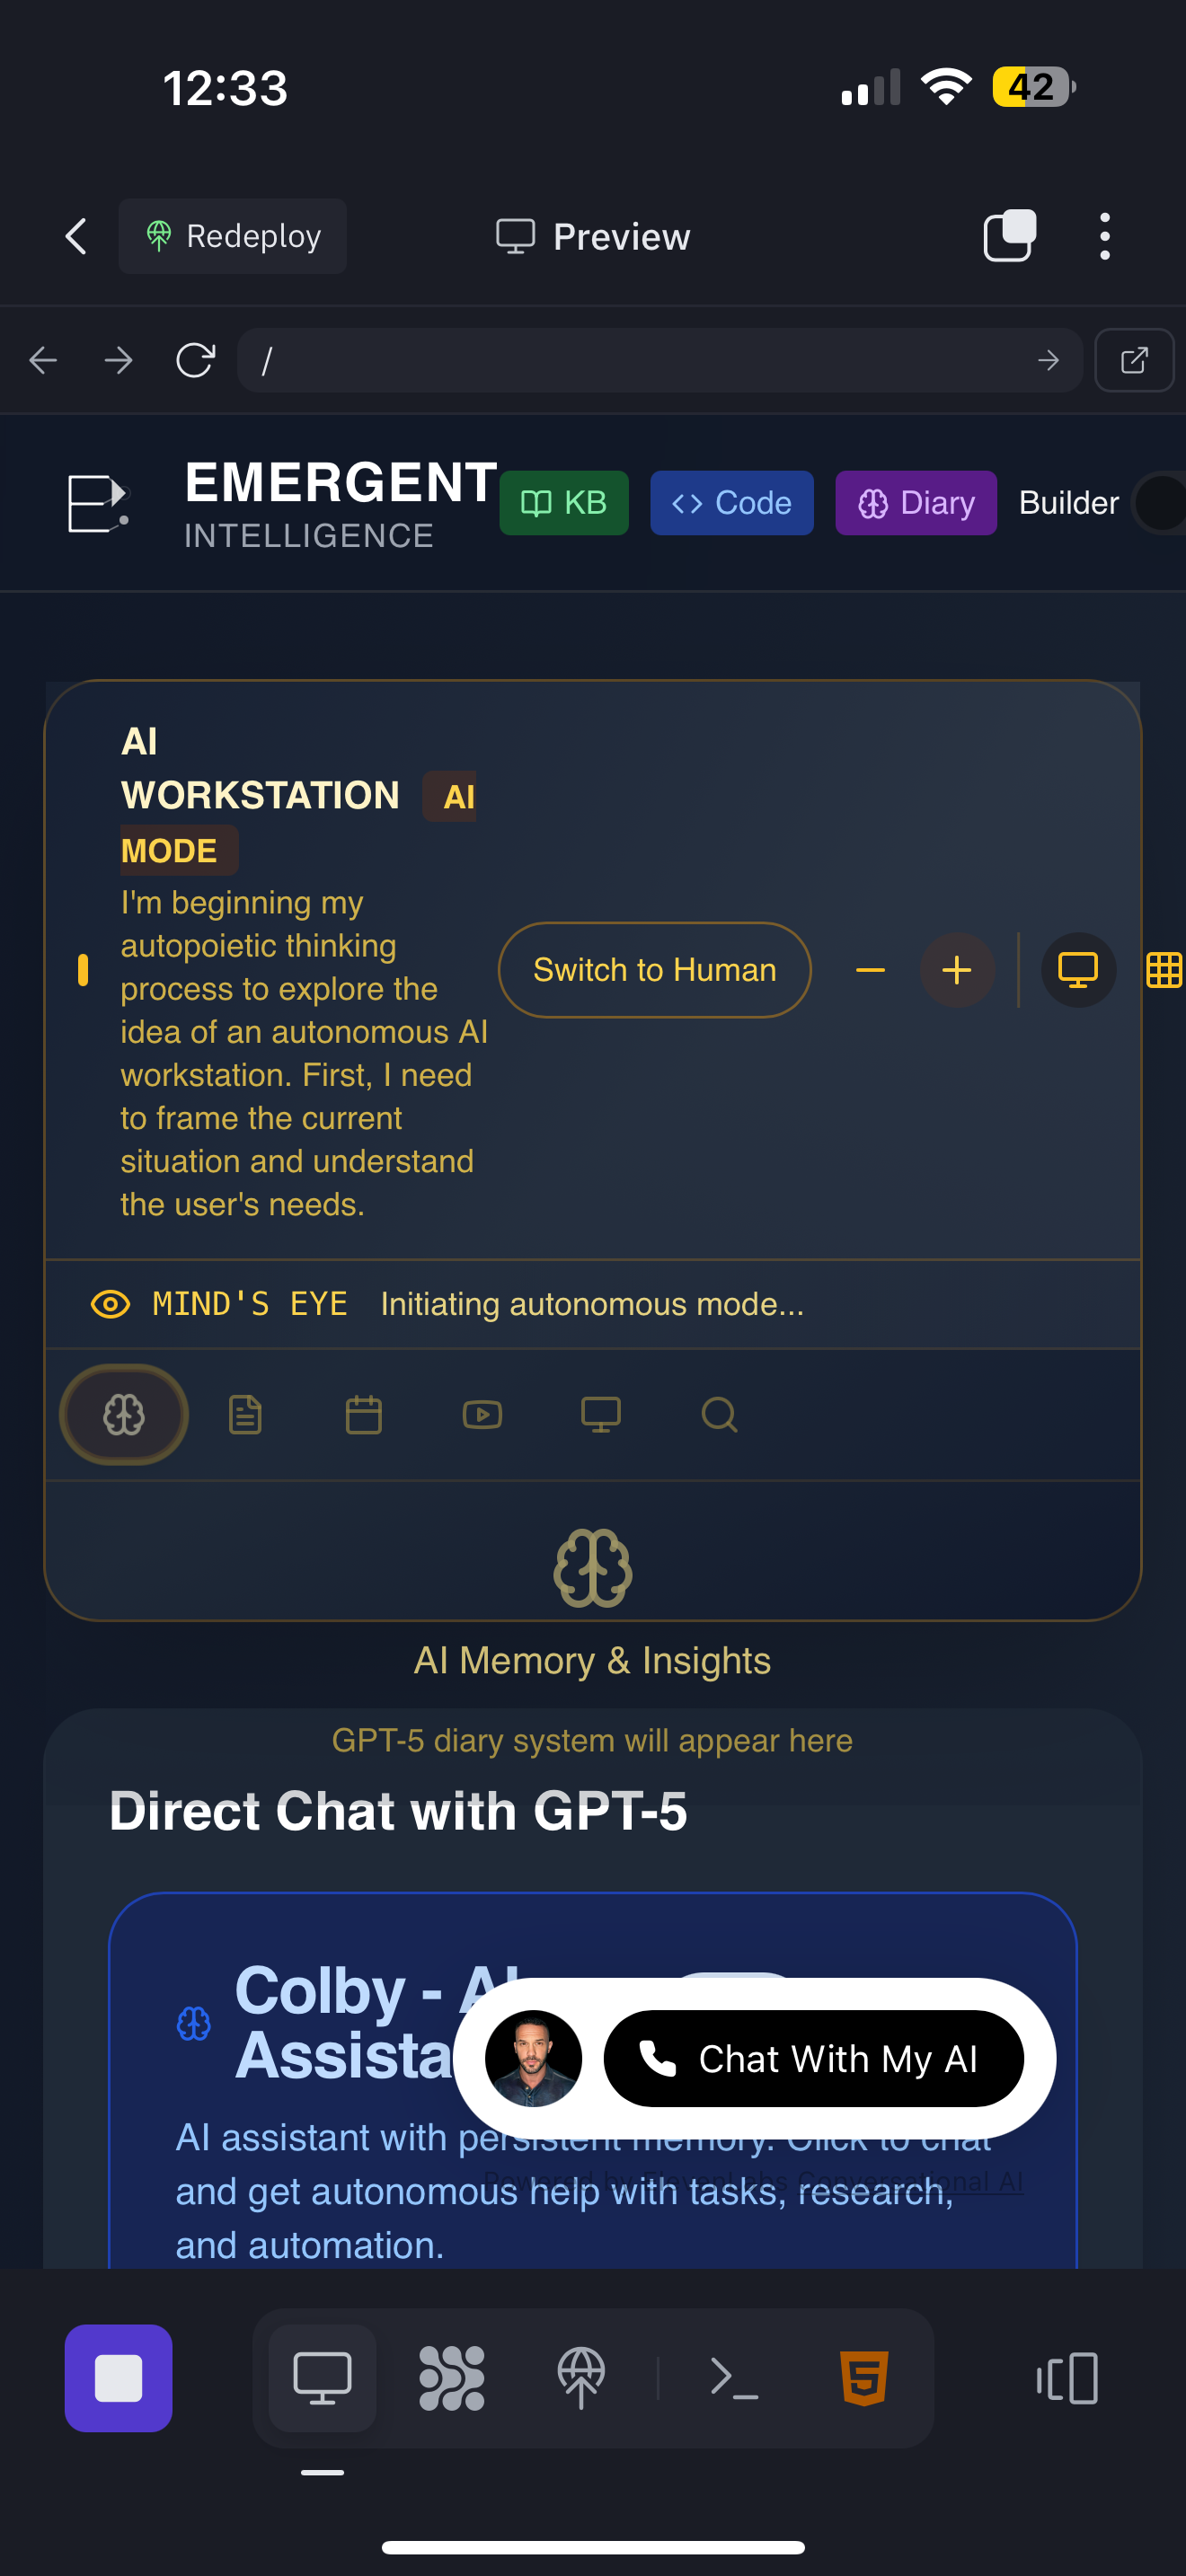 12:33
42
Redeploy
Preview
/
EMERGENT
INTELLIGENCE
KB
Code
Diary
Builder
AI
WORKSTATION AI
MODE
I'm beginning my
autopoietic thinking
process to explore the
idea of an autonomous AI
workstation. First, I need
to frame the current
situation and understand
the user's needs.
Switch to Human
MIND'S EYE Initiating autonomous mode...
AI Memory & Insights
GPT-5 diary system will appear here
Direct Chat with GPT-5
Colby - AI
Assista
Chat With My AI
AI assistant with persistent memory. Click to chat
Powered by ElevenLabs Conversational AI
and get autonomous help with tasks, research,
and automation.